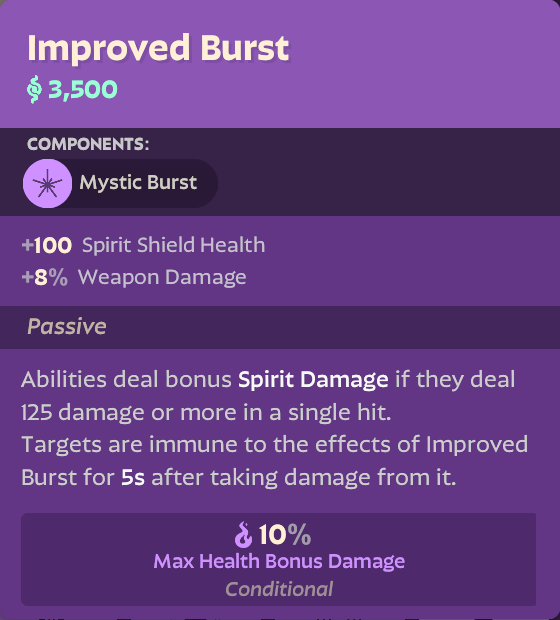 Improved Burst
3,500
COMPONENTS:
Mystic Burst
+100 Spirit Shield Health
+8% Weapon Damage
Passive
Abilities deal bonus Spirit Damage if they deal
125 damage or more in a single hit.
Targets are immune to the effects of Improved
Burst for 5s after taking damage from it.
10%
Max Health Bonus Damage
Conditional